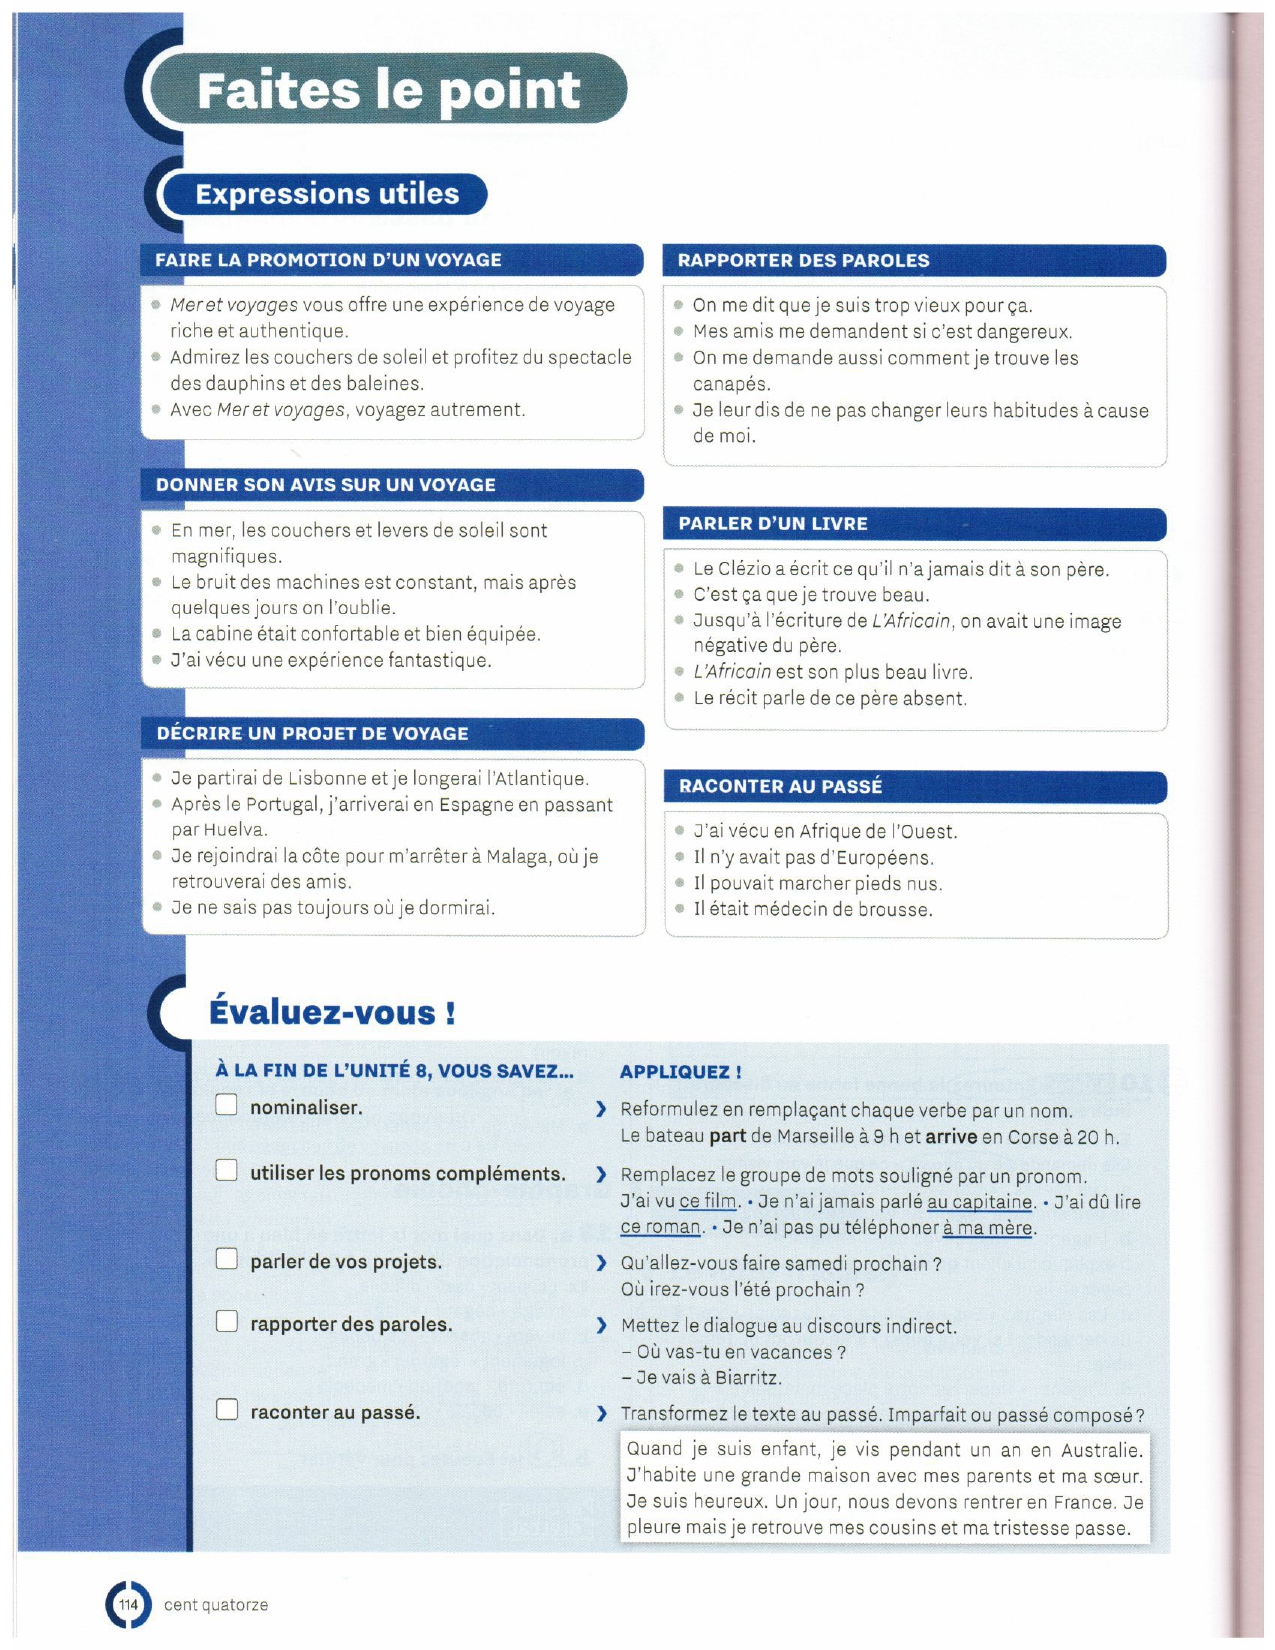 Faites le point
Expressions utiles
FAIRE LA PROMOTION D'UN VOYAGE
Mer et voyages vous offre une expérience de voyage
riche et authentique.
Admirez les couchers de soleil et profitez du spectacle
des dauphins et des baleines.
Avec Mer et voyages, voyagez autrement.
DONNER SON AVIS SUR UN VOYAGE
En mer, les couchers et levers de soleil sont
magnifiques.
Le bruit des machines est constant, mais après
quelques jours on l'oublie.
La cabine était confortable et bien équipée.
J'ai vécu une expérience fantastique.
DÉCRIRE UN PROJET DE VOYAGE
Je partirai de Lisbonne et je longerai l'Atlantique.
Après le Portugal, j'arriverai en Espagne en passant
par Huelva.
Je rejoindrai la côte pour m'arrêter à Malaga, où je
retrouverai des amis.
Je ne sais pas toujours où je dormirai.
RAPPORTER DES PAROLES
On me dit que je suis trop vieux pour ça.
Mes amis me demandent si c'est dangereux.
On me demande aussi comment je trouve les
canapés.
Je leur dis de ne pas changer leurs habitudes à cause
de moi.
PARLER D'UN LIVRE
Le Clézio a écrit ce qu'il n'a jamais dit à son père.
C'est ça que je trouve beau.
Jusqu'à l'écriture de L'Africain, on avait une image
négative du père.
L'Africain est son plus beau livre.
Le récit parle de ce père absent.
RACONTER AU PASSÉ
J'ai vécu en Afrique de l'Ouest.
Il n'y avait pas d'Européens.
Il pouvait marcher pieds nus.
Il était médecin de brousse.
Évaluez-vous !
À LA FIN DE L'UNITÉ 8, VOUS SAVEZ...
APPLIQUEZ !
nominaliser.
Reformulez en remplaçant chaque verbe par un nom.
Le bateau part de Marseille à 9 h et arrive en Corse à 20 h.
utiliser les pronoms compléments.
Remplacez le groupe de mots souligné par un pronom.
J'ai vu ce film. • Je n'ai jamais parlé au capitaine. • J'ai dû lire
ce roman. • Je n'ai pas pu téléphoner à ma mère.
parler de vos projets.
Qu'allez-vous faire samedi prochain ?
Où irez-vous l'été prochain ?
rapporter des paroles.
Mettez le dialogue au discours indirect.
– Où vas-tu en vacances ?
– Je vais à Biarritz.
raconter au passé.
Transformez le texte au passé. Imparfait ou passé composé ?
Quand je suis enfant, je vis pendant un an en Australie.
J'habite une grande maison avec mes parents et ma sœur.
Je suis heureux. Un jour, nous devons rentrer en France. Je
pleure mais je retrouve mes cousins et ma tristesse passe.
114 cent quatorze